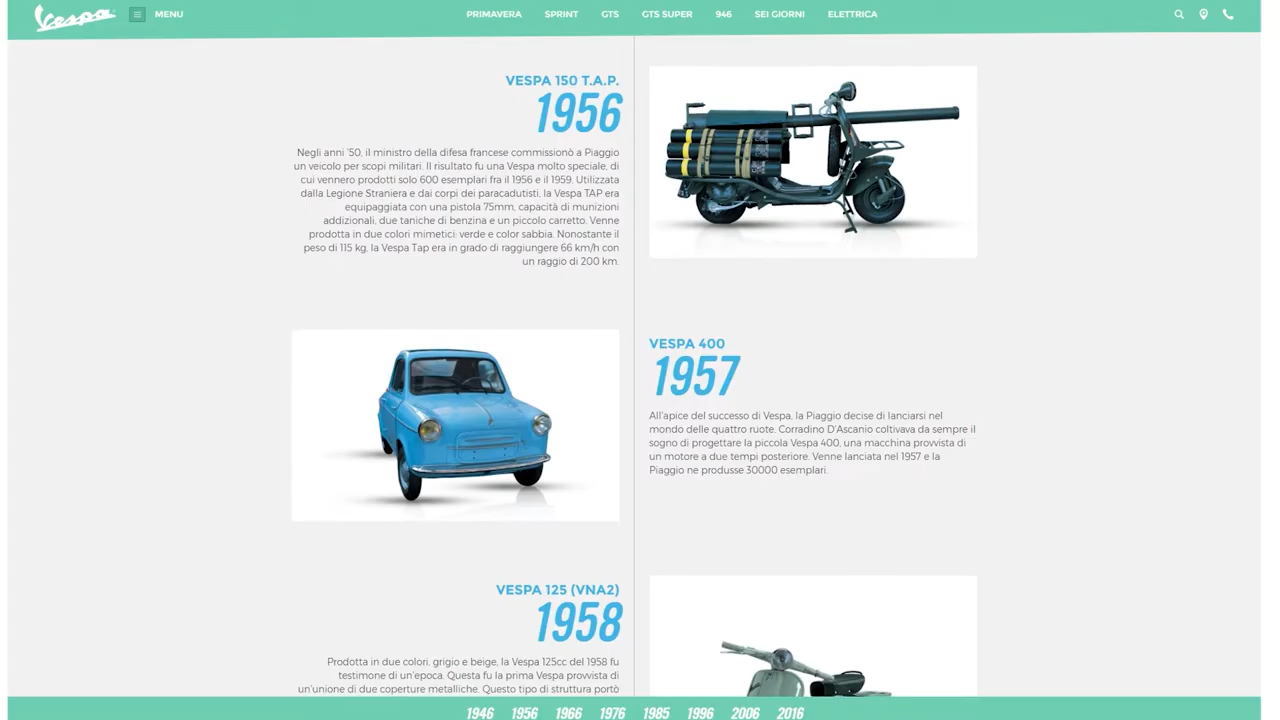 Vespa
MENU
PRIMAVERA SPRINT GTS GTS SUPER 946 SEI GIORNI ELETTRICA
VESPA 150 T.A.P.
1956
Negli anni '50, il ministro della difesa francese commissionò a Piaggio
un veicolo per scopi militari. Il risultato fu una Vespa molto speciale, di
cui vennero prodotti solo 600 esemplari fra il 1956 e il 1959. Utilizzata
dalla Legione Straniera e dai corpi dei paracadutisti, la Vespa TAP era
equipaggiata con una pistola 75mm, capacità di munizioni
addizionali, due taniche di benzina e un piccolo carretto. Venne
prodotta in due colori mimetici: verde e color sabbia. Nonostante il
peso di 115 kg, la Vespa Tap era in grado di raggiungere 66 km/h con
un raggio di 200 km.
VESPA 400
1957
All'apice del successo di Vespa, la Piaggio decise di lanciarsi nel
mondo delle quattro ruote. Corradino D'Ascanio coltivava da sempre il
sogno di progettare la piccola Vespa 400, una macchina provvista di
un motore a due tempi posteriore. Venne lanciata nel 1957 e la
Piaggio ne produsse 30000 esemplari.
VESPA 125 (VNA2)
1958
Prodotta in due colori, grigio e beige, la Vespa 125cc del 1958 fu
testimone di un'epoca. Questa fu la prima Vespa provvista di
un'unione di due coperture metalliche. Questo tipo di struttura portò
1946 1956 1966 1976 1985 1996 2006 2016